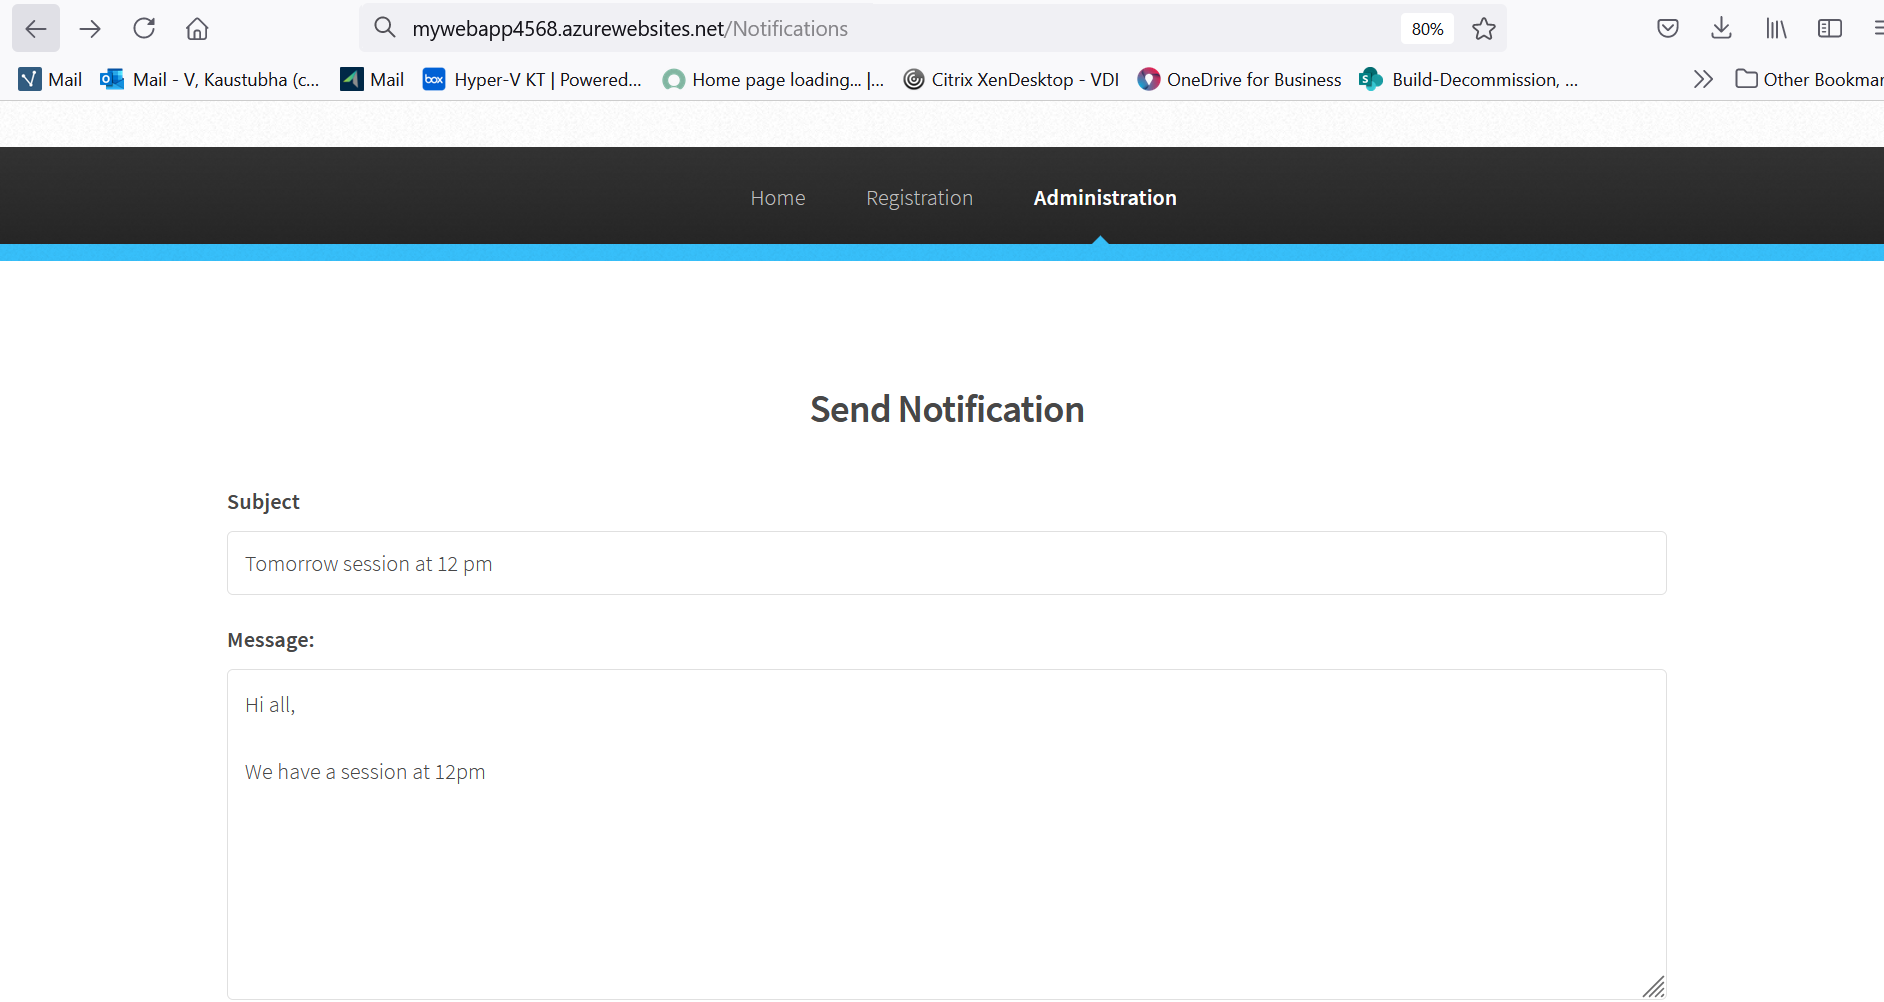 mywebapp4568.azurewebsites.net/Notifications 80%
Mail Mail - V, Kaustubha (c... Mail box Hyper-V KT | Powered... Home page loading... |... Citrix XenDesktop - VDI OneDrive for Business S Build-Decommission, ... Other Bookmar
Home Registration Administration
Send Notification
Subject
Tomorrow session at 12 pm
Message:
Hi all,
We have a session at 12pm